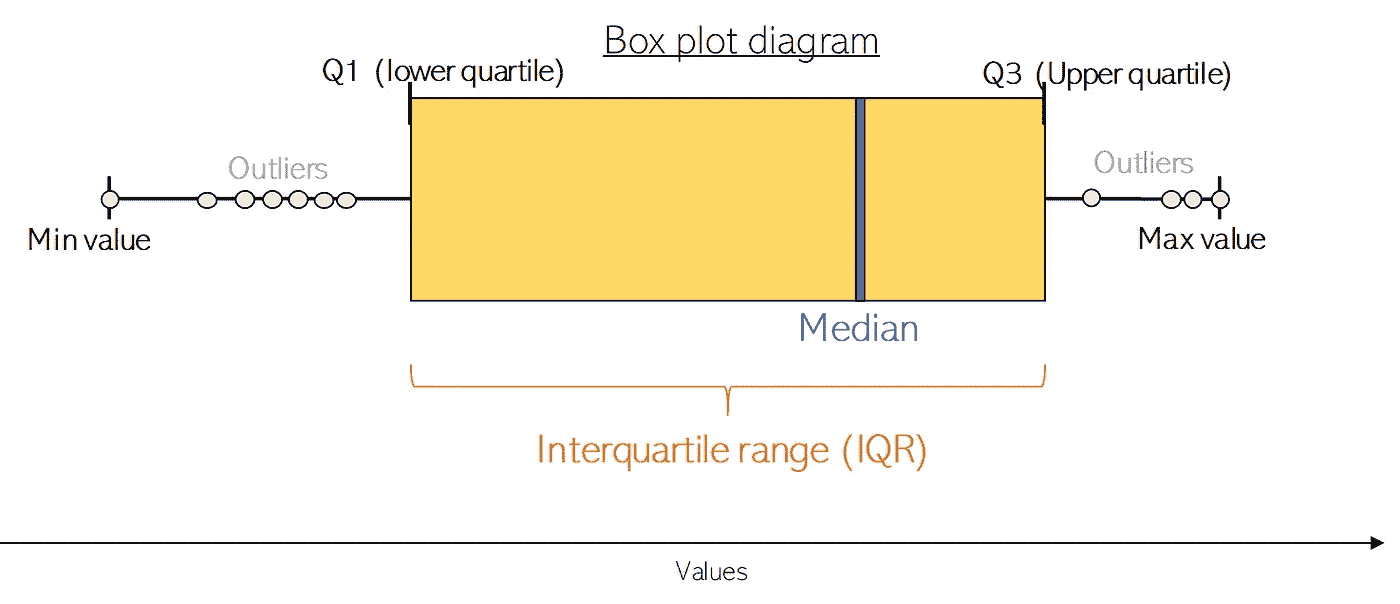 Box plot diagram
Q1 (lower quartile)
Q3 (Upper quartile)
Outliers
Outliers
Min value
Max value
Median
Interquartile range (IQR)
Values